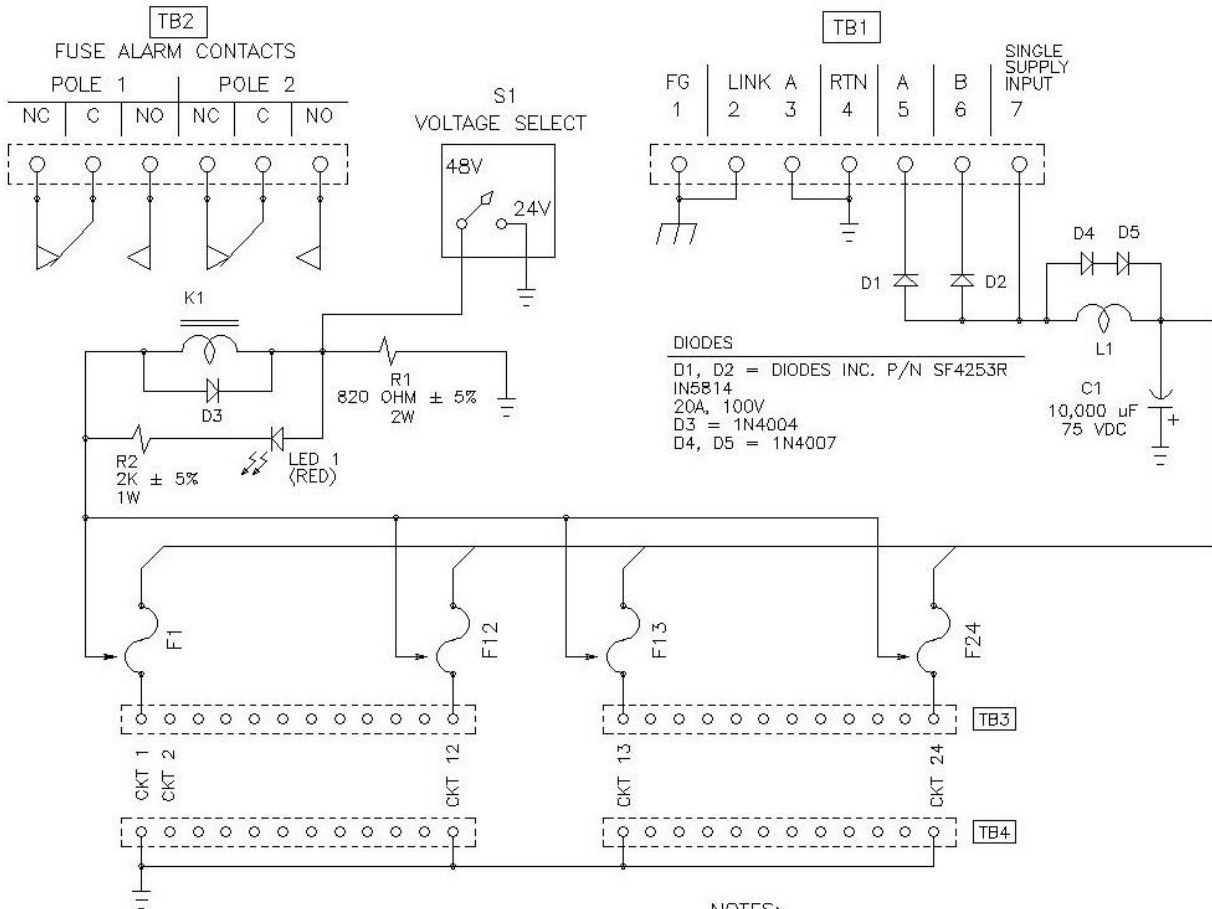 TB2
FUSE ALARM CONTACTS
POLE 1 POLE 2
NC C NO NC C NO
S1
VOLTAGE SELECT
48V
24V
TB1
FG LINK A RTN A B SINGLE SUPPLY INPUT
1 2 3 4 5 6 7
K1
D3
R1
820 OHM ± 5%
2W
R2
2K ± 5%
1W
LED 1
(RED)
D1
D2
D4 D5
L1
C1
10,000 uF
75 VDC
+
DIODES
D1, D2 = DIODES INC. P/N SF4253R
IN5814
20A, 100V
D3 = 1N4004
D4, D5 = 1N4007
F1
F12
F13
F24
TB3
CKT 1
CKT 2
CKT 12
CKT 13
CKT 24
TB4
NOTES: